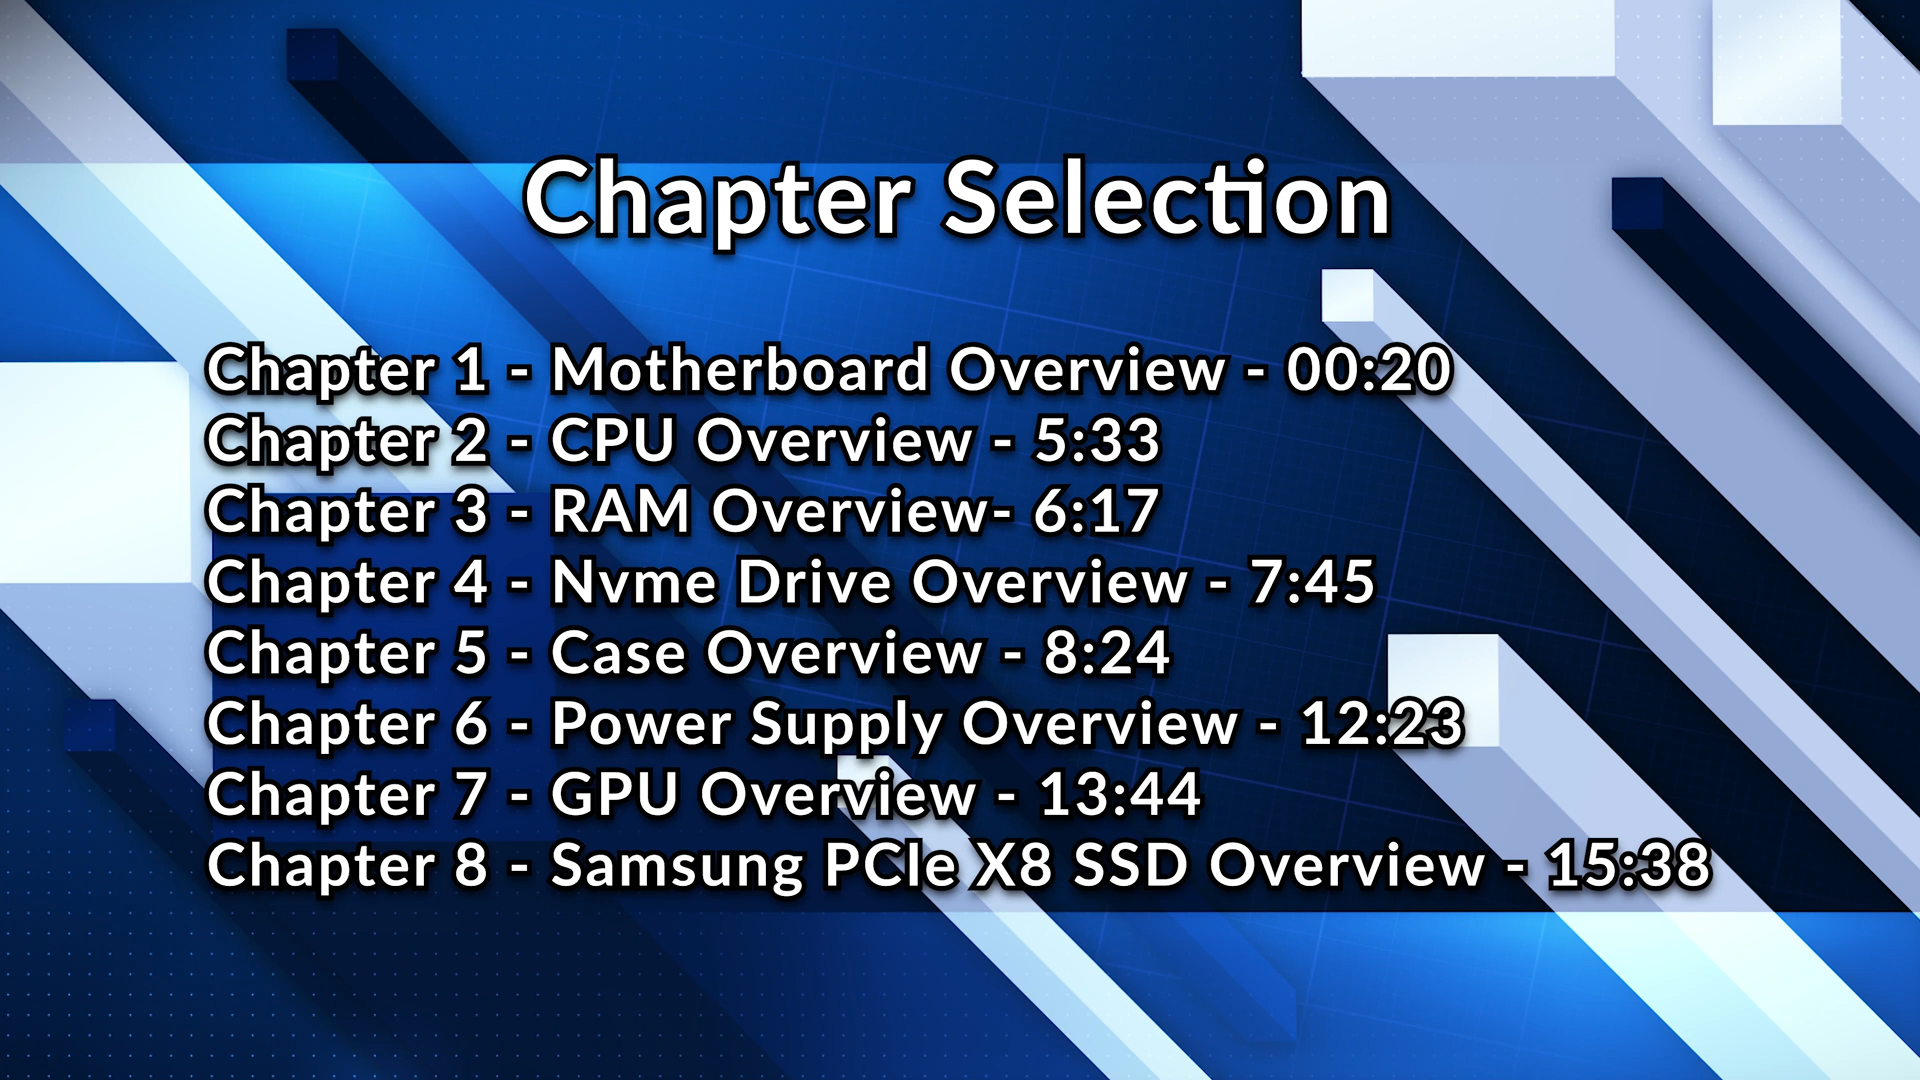 Chapter Selection
Chapter 1 - Motherboard Overview - 00:20
Chapter 2 - CPU Overview - 5:33
Chapter 3 - RAM Overview- 6:17
Chapter 4 - Nvme Drive Overview - 7:45
Chapter 5 - Case Overview - 8:24
Chapter 6 - Power Supply Overview - 12:23
Chapter 7 - GPU Overview - 13:44
Chapter 8 - Samsung PCIe X8 SSD Overview - 15:38